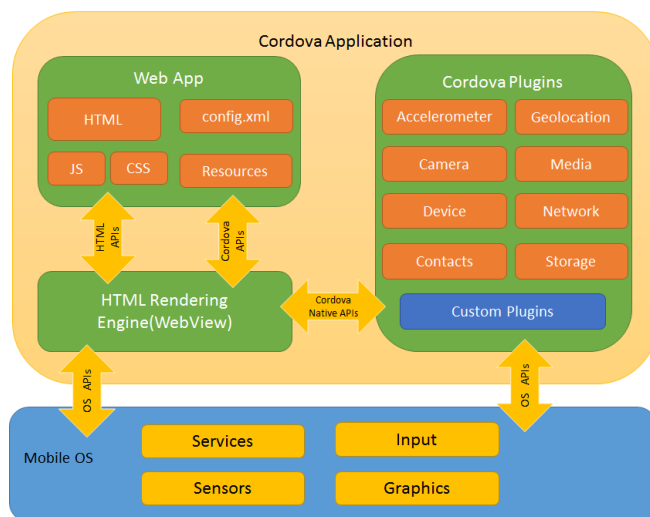 Cordova Application
Web App
HTML
config.xml
JS
CSS
Resources
HTML
APIs
Cordova
APIs
HTML Rendering
Engine(WebView)
Cordova
Native APIs
Cordova Plugins
Accelerometer
Geolocation
Camera
Media
Device
Network
Contacts
Storage
Custom Plugins
OS APIs
OS APIs
Mobile OS
Services
Input
Sensors
Graphics